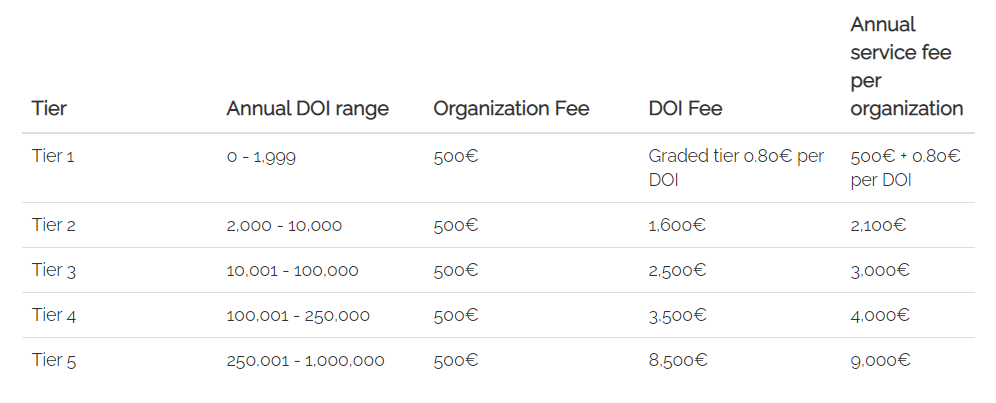 Tier Annual DOI range Organization Fee DOI Fee Annual service fee per organization
Tier 1 0 - 1,999 500€ Graded tier 0.80€ per DOI 500€ + 0.80€ per DOI
Tier 2 2,000 - 10,000 500€ 1,600€ 2,100€
Tier 3 10,001 - 100,000 500€ 2,500€ 3,000€
Tier 4 100,001 - 250,000 500€ 3,500€ 4,000€
Tier 5 250,001 - 1,000,000 500€ 8,500€ 9,000€